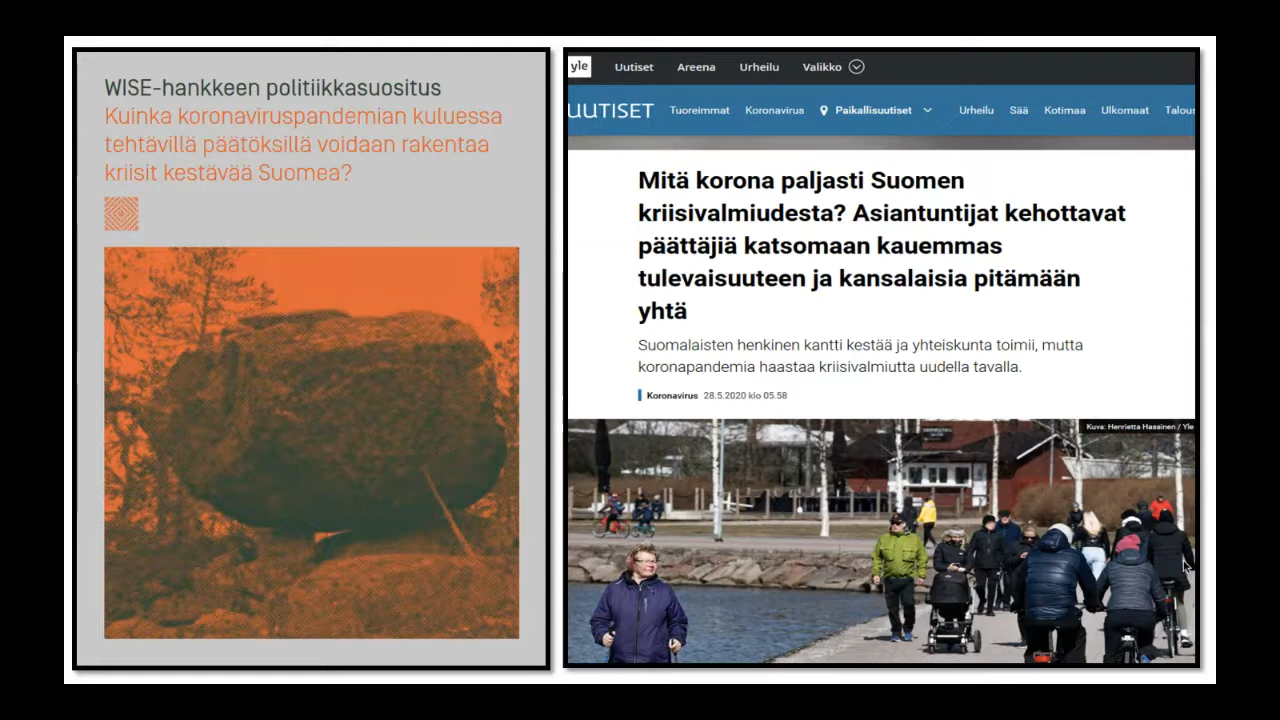 WISE-hankkeen politiikkasuositus
Kuinka koronaviruspandemian kuluessa
tehtävillä päätöksillä voidaan rakentaa
kriisit kestävää Suomea?
yle Uutiset Areena Urheilu Valikko
UUTISET Tuoreimmat Koronavirus Paikallisuutiset Urheilu Sää Kotimaa Ulkomaat Talous
Mitä korona paljasti Suomen
kriisivalmiudesta? Asiantuntijat kehottavat
päättäjiä katsomaan kauemmas
tulevaisuuteen ja kansalaisia pitämään
yhtä
Suomalaisten henkinen kantti kestää ja yhteiskunta toimii, mutta
koronapandemia haastaa kriisivalmiutta uudella tavalla.
Koronavirus 28.5.2020 klo 05.58
Kuva: Henrietta Hassinen / Yle